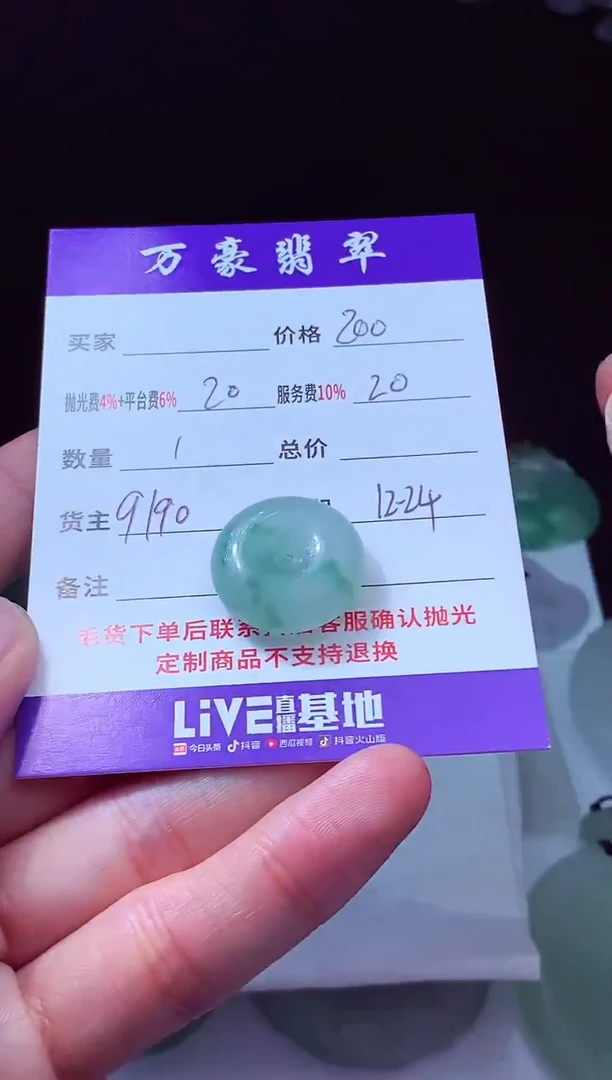 万豪翡翠
买家 价格 200
抛光费4%+平台费6% 20 服务费10% 20
数量 1 总价
货主 9190 12-24
备注
毛货下单后联系 客服确认抛光
定制商品不支持退换
LiVE直播基地
今日头条 抖音 西瓜视频 抖音火山版